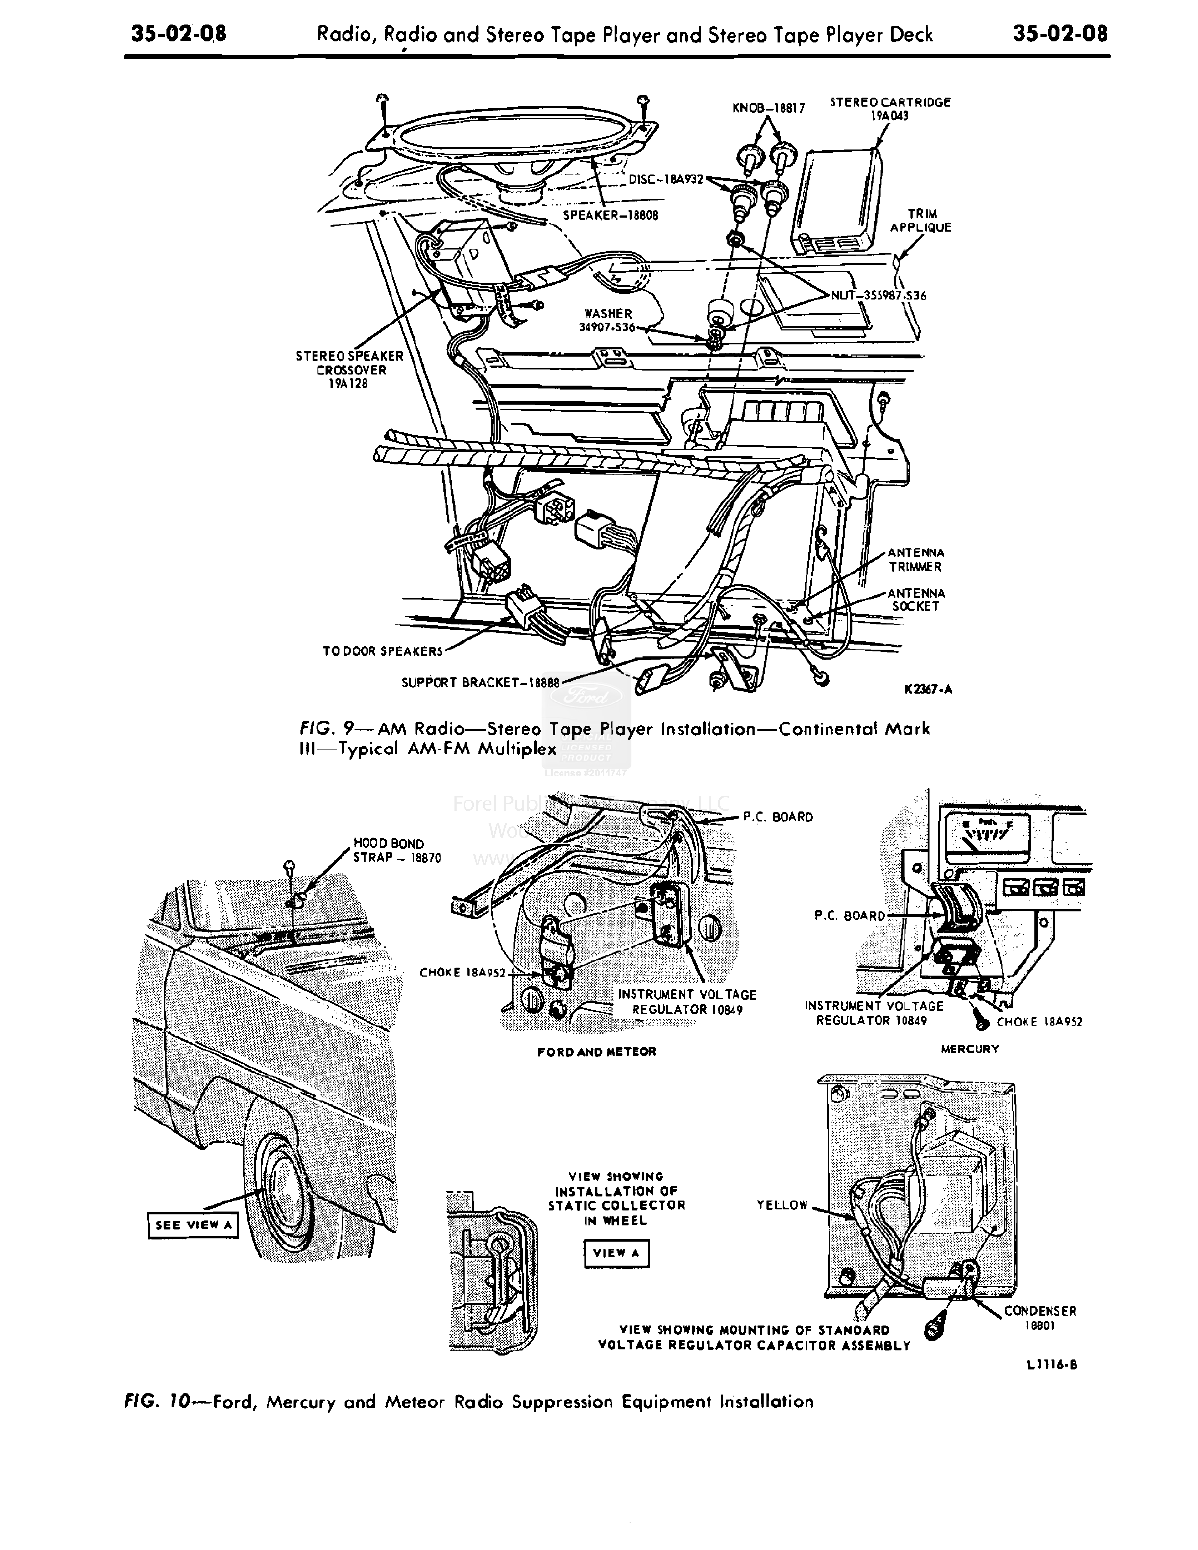 35-02-08 Radio, Radio and Stereo Tape Player and Stereo Tape Player Deck 35-02-08
KNOB-18817
STEREO CARTRIDGE
19A043
DISC-18A932
SPEAKER-18808
TRIM
APPLIQUE
NUT-355987-S36
WASHER
34907-S36
STEREO SPEAKER
CROSSOVER
19A128
ANTENNA
TRIMMER
ANTENNA
SOCKET
TO DOOR SPEAKERS
SUPPORT BRACKET-18888
K2367-A
FIG. 9—AM Radio—Stereo Tape Player Installation—Continental Mark
III—Typical AM-FM Multiplex
Ford
LICENSED
PRODUCT
License #2011747
Forel Publishing Company, LLC
www
HOOD BOND
STRAP - 18870
P.C. BOARD
CHOKE 18A952
INSTRUMENT VOLTAGE
REGULATOR 10849
FORD AND METEOR
E F
P.C. BOARD
INSTRUMENT VOLTAGE
REGULATOR 10849
CHOKE 18A952
MERCURY
SEE VIEW A
VIEW SHOWING
INSTALLATION OF
STATIC COLLECTOR
IN WHEEL
VIEW A
YELLOW
CONDENSER
18801
VIEW SHOWING MOUNTING OF STANDARD
VOLTAGE REGULATOR CAPACITOR ASSEMBLY
L1116-B
FIG. 10—Ford, Mercury and Meteor Radio Suppression Equipment Installation